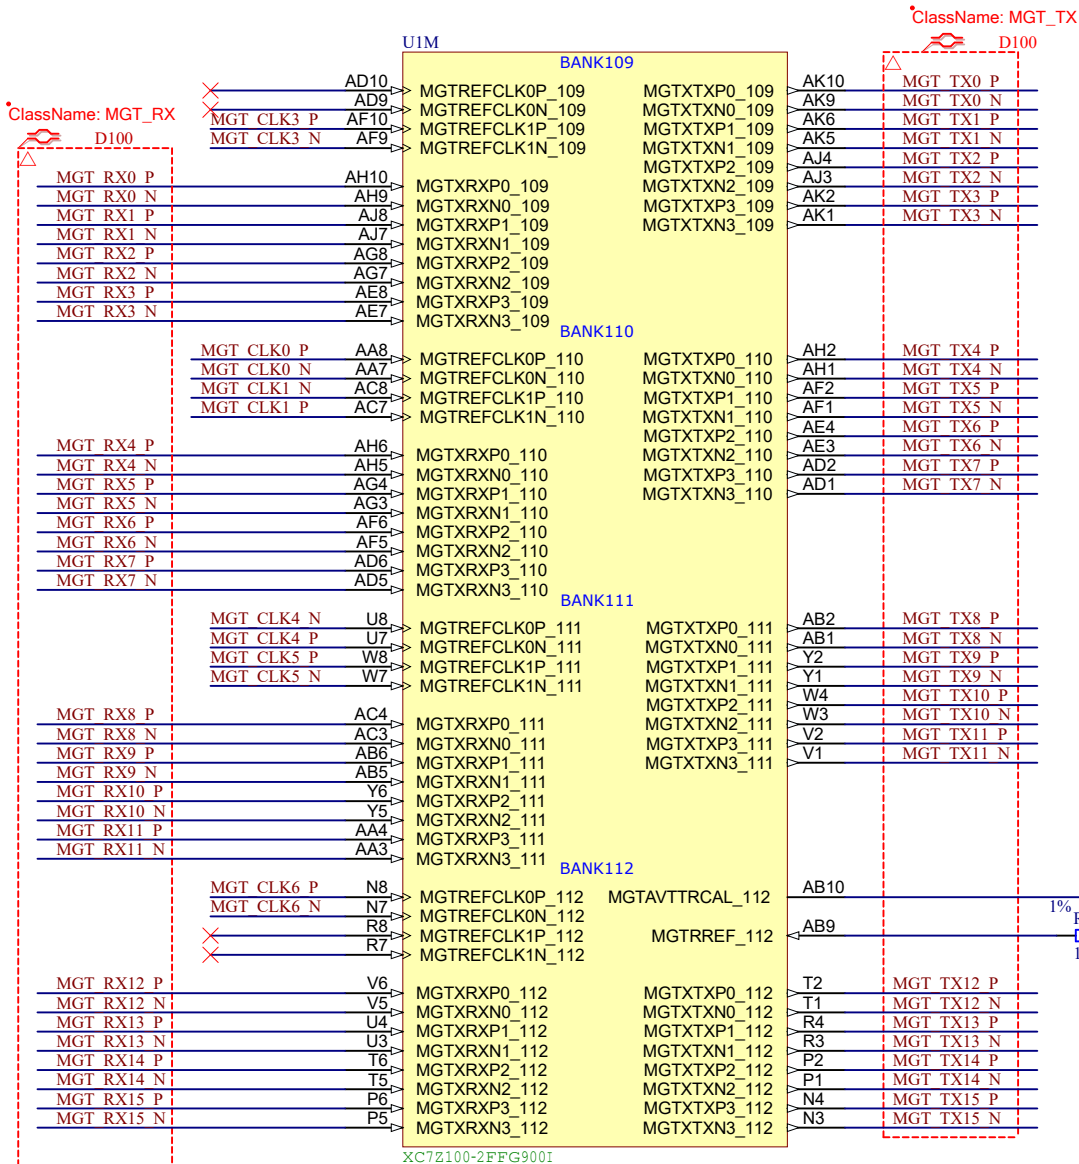 ClassName: MGT_TX
D100
U1M
BANK109
ClassName: MGT_RX
D100
AD10 MGTREFCLK0P_109 MGTXTXP0_109 AK10 MGT_TX0_P
AD9 MGTREFCLK0N_109 MGTXTXN0_109 AK9 MGT_TX0_N
MGT_CLK3_P AF10 MGTREFCLK1P_109 MGTXTXP1_109 AK6 MGT_TX1_P
MGT_CLK3_N AF9 MGTREFCLK1N_109 MGTXTXN1_109 AK5 MGT_TX1_N
MGTXTXP2_109 AJ4 MGT_TX2_P
MGT_RX0_P AH10 MGTXRXP0_109 MGTXTXN2_109 AJ3 MGT_TX2_N
MGT_RX0_N AH9 MGTXRXN0_109 MGTXTXP3_109 AK2 MGT_TX3_P
MGT_RX1_P AJ8 MGTXRXP1_109 MGTXTXN3_109 AK1 MGT_TX3_N
MGT_RX1_N AJ7 MGTXRXN1_109
MGT_RX2_P AG8 MGTXRXP2_109
MGT_RX2_N AG7 MGTXRXN2_109
MGT_RX3_P AE8 MGTXRXP3_109
MGT_RX3_N AE7 MGTXRXN3_109
BANK110
MGT_CLK0_P AA8 MGTREFCLK0P_110 MGTXTXP0_110 AH2 MGT_TX4_P
MGT_CLK0_N AA7 MGTREFCLK0N_110 MGTXTXN0_110 AH1 MGT_TX4_N
MGT_CLK1_N AC8 MGTREFCLK1P_110 MGTXTXP1_110 AF2 MGT_TX5_P
MGT_CLK1_P AC7 MGTREFCLK1N_110 MGTXTXN1_110 AF1 MGT_TX5_N
MGTXTXP2_110 AE4 MGT_TX6_P
MGT_RX4_P AH6 MGTXRXP0_110 MGTXTXN2_110 AE3 MGT_TX6_N
MGT_RX4_N AH5 MGTXRXN0_110 MGTXTXP3_110 AD2 MGT_TX7_P
MGT_RX5_P AG4 MGTXRXP1_110 MGTXTXN3_110 AD1 MGT_TX7_N
MGT_RX5_N AG3 MGTXRXN1_110
MGT_RX6_P AF6 MGTXRXP2_110
MGT_RX6_N AF5 MGTXRXN2_110
MGT_RX7_P AD6 MGTXRXP3_110
MGT_RX7_N AD5 MGTXRXN3_110
BANK111
MGT_CLK4_N U8 MGTREFCLK0P_111 MGTXTXP0_111 AB2 MGT_TX8_P
MGT_CLK4_P U7 MGTREFCLK0N_111 MGTXTXN0_111 AB1 MGT_TX8_N
MGT_CLK5_P W8 MGTREFCLK1P_111 MGTXTXP1_111 Y2 MGT_TX9_P
MGT_CLK5_N W7 MGTREFCLK1N_111 MGTXTXN1_111 Y1 MGT_TX9_N
MGTXTXP2_111 W4 MGT_TX10_P
MGT_RX8_P AC4 MGTXRXP0_111 MGTXTXN2_111 W3 MGT_TX10_N
MGT_RX8_N AC3 MGTXRXN0_111 MGTXTXP3_111 V2 MGT_TX11_P
MGT_RX9_P AB6 MGTXRXP1_111 MGTXTXN3_111 V1 MGT_TX11_N
MGT_RX9_N AB5 MGTXRXN1_111
MGT_RX10_P Y6 MGTXRXP2_111
MGT_RX10_N Y5 MGTXRXN2_111
MGT_RX11_P AA4 MGTXRXP3_111
MGT_RX11_N AA3 MGTXRXN3_111
BANK112
MGT_CLK6_P N8 MGTREFCLK0P_112 MGTAVTTRCAL_112 AB10
MGT_CLK6_N N7 MGTREFCLK0N_112 1%
R8 MGTREFCLK1P_112 MGTRREF_112 AB9
R7 MGTREFCLK1N_112
MGT_RX12_P V6 MGTXRXP0_112 MGTXTXP0_112 T2 MGT_TX12_P
MGT_RX12_N V5 MGTXRXN0_112 MGTXTXN0_112 T1 MGT_TX12_N
MGT_RX13_P U4 MGTXRXP1_112 MGTXTXP1_112 R4 MGT_TX13_P
MGT_RX13_N U3 MGTXRXN1_112 MGTXTXN1_112 R3 MGT_TX13_N
MGT_RX14_P T6 MGTXRXP2_112 MGTXTXP2_112 P2 MGT_TX14_P
MGT_RX14_N T5 MGTXRXN2_112 MGTXTXN2_112 P1 MGT_TX14_N
MGT_RX15_P P6 MGTXRXP3_112 MGTXTXP3_112 N4 MGT_TX15_P
MGT_RX15_N P5 MGTXRXN3_112 MGTXTXN3_112 N3 MGT_TX15_N
XC7Z100-2FFG900I